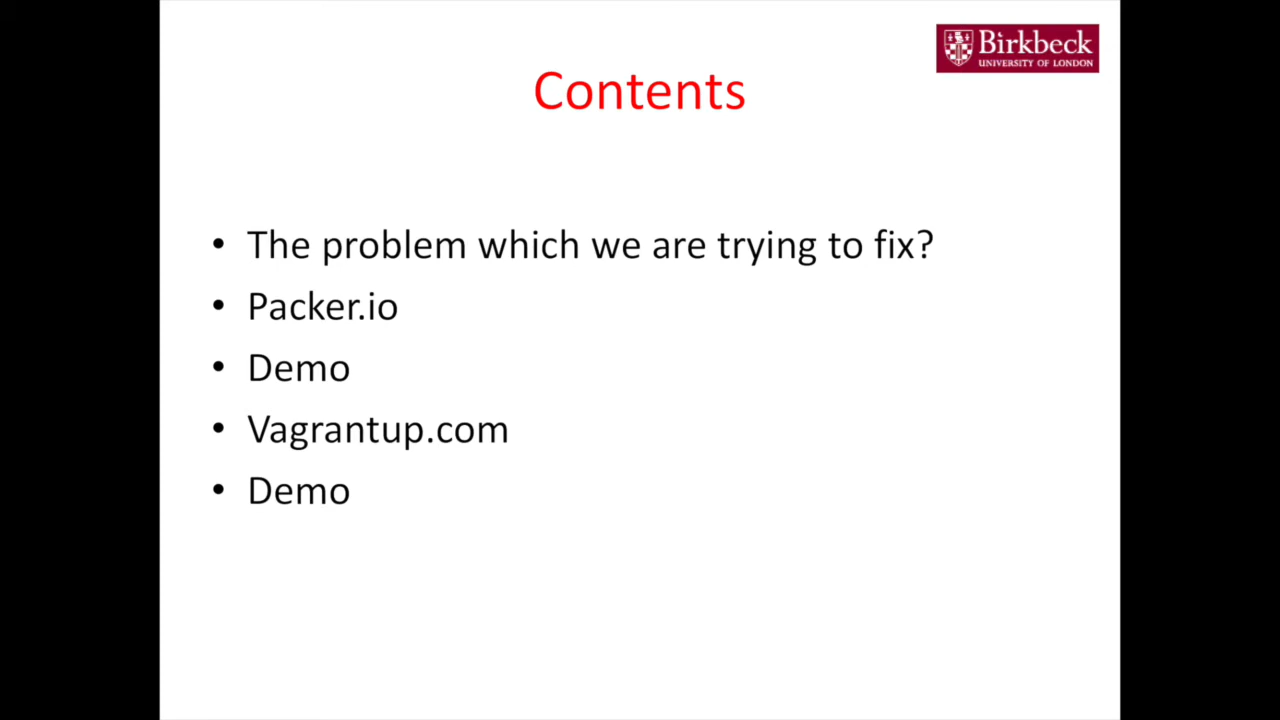 Birkbeck
UNIVERSITY OF LONDON
Contents
• The problem which we are trying to fix?
• Packer.io
• Demo
• Vagrantup.com
• Demo